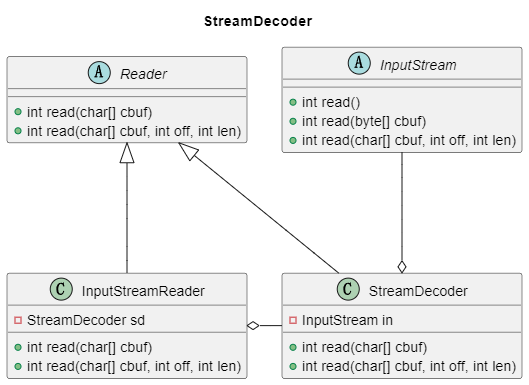 StreamDecoder
A Reader
int read(char[] cbuf)
int read(char[] cbuf, int off, int len)
A InputStream
int read()
int read(byte[] cbuf)
int read(char[] cbuf, int off, int len)
C InputStreamReader
StreamDecoder sd
int read(char[] cbuf)
int read(char[] cbuf, int off, int len)
C StreamDecoder
InputStream in
int read(char[] cbuf)
int read(char[] cbuf, int off, int len)